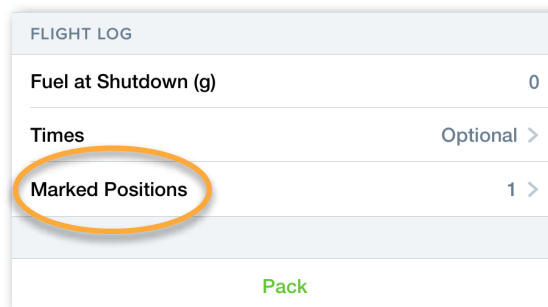 FLIGHT LOG
Fuel at Shutdown (g) 0
Times Optional
Marked Positions 1
Pack